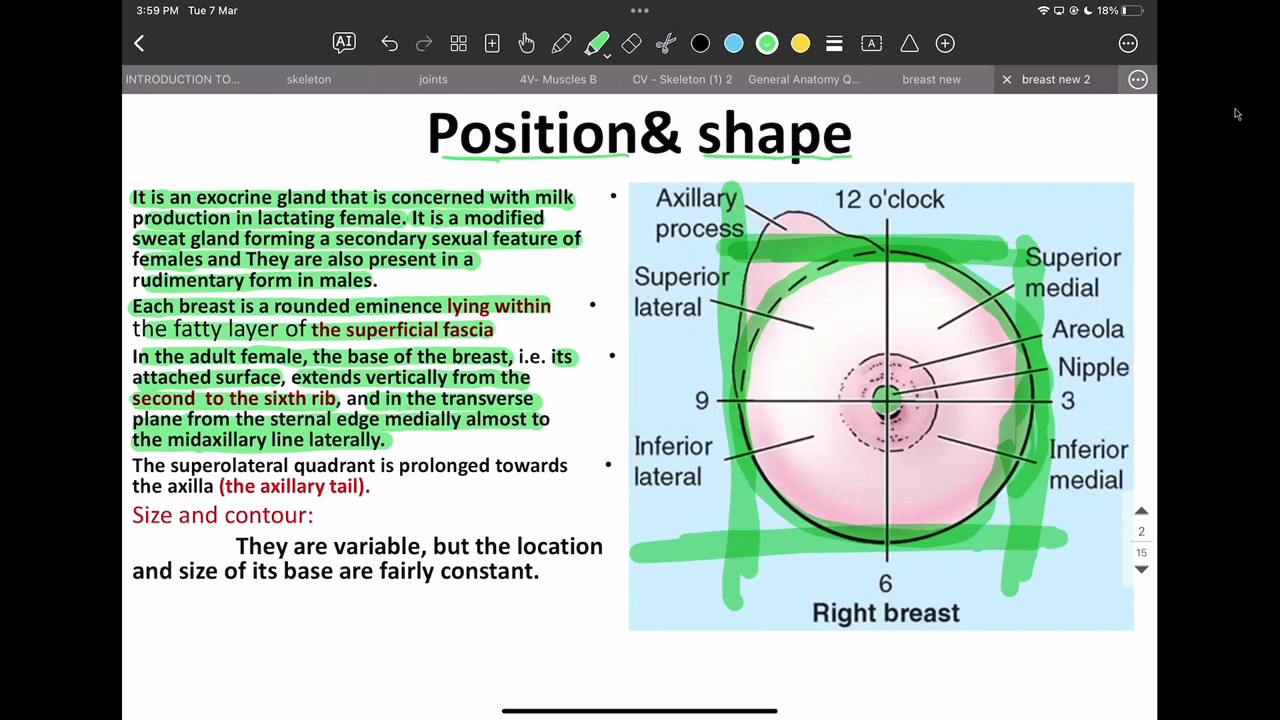 3:59 PM Tue 7 Mar
18%
AI
A
INTRODUCTION TO...
skeleton
joints
4V- Muscles B
CV - Skeleton (1) 2
General Anatomy Q...
breast new
breast new 2
Position& shape
It is an exocrine gland that is concerned with milk
production in lactating female. It is a modified
sweat gland forming a secondary sexual feature of
females and They are also present in a
rudimentary form in males.
Each breast is a rounded eminence lying within
the fatty layer of the superficial fascia
In the adult female, the base of the breast, i.e. its
attached surface, extends vertically from the
second to the sixth rib, and in the transverse
plane from the sternal edge medially almost to
the midaxillary line laterally.
The superolateral quadrant is prolonged towards
the axilla (the axillary tail).
Size and contour:
They are variable, but the location
and size of its base are fairly constant.
Axillary
process
12 o'clock
Superior
lateral
Superior
medial
Areola
Nipple
9
3
Inferior
lateral
Inferior
medial
6
Right breast
2
15